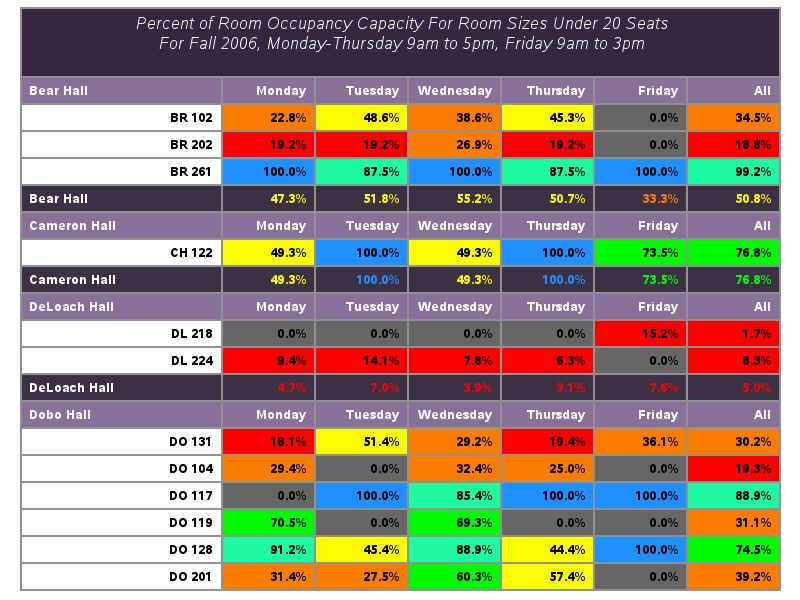 Percent of Room Occupancy Capacity For Room Sizes Under 20 Seats
For Fall 2006, Monday-Thursday 9am to 5pm, Friday 9am to 3pm
Bear Hall Monday Tuesday Wednesday Thursday Friday All
BR 102 22.8% 48.6% 38.6% 45.3% 0.0% 34.5%
BR 202 19.2% 19.2% 26.9% 19.2% 0.0% 18.8%
BR 261 100.0% 87.5% 100.0% 87.5% 100.0% 99.2%
Bear Hall 47.3% 51.8% 55.2% 50.7% 33.3% 50.8%
Cameron Hall Monday Tuesday Wednesday Thursday Friday All
CH 122 49.3% 100.0% 49.3% 100.0% 73.5% 76.8%
Cameron Hall 49.3% 100.0% 49.3% 100.0% 73.5% 76.8%
DeLoach Hall Monday Tuesday Wednesday Thursday Friday All
DL 218 0.0% 0.0% 0.0% 0.0% 15.2% 1.7%
DL 224 9.4% 14.1% 7.8% 6.3% 0.0% 8.3%
DeLoach Hall 4.7% 7.0% 3.9% 3.1% 7.6% 5.0%
Dobo Hall Monday Tuesday Wednesday Thursday Friday All
DO 131 18.1% 51.4% 29.2% 19.4% 36.1% 30.2%
DO 104 29.4% 0.0% 32.4% 25.0% 0.0% 19.3%
DO 117 0.0% 100.0% 85.4% 100.0% 100.0% 88.9%
DO 119 70.5% 0.0% 69.3% 0.0% 0.0% 31.1%
DO 128 91.2% 45.4% 88.9% 44.4% 100.0% 74.5%
DO 201 31.4% 27.5% 60.3% 57.4% 0.0% 39.2%